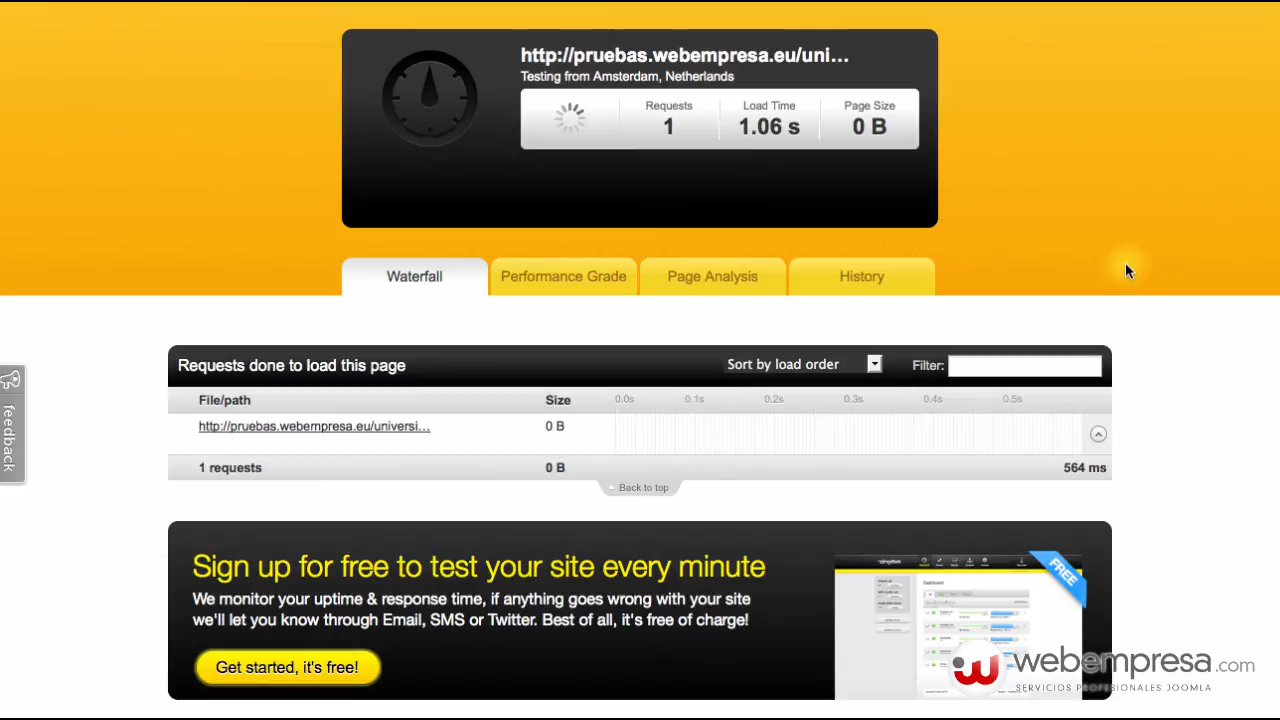 http://pruebas.webempresa.eu/uni...
Testing from Amsterdam, Netherlands
Requests
1
Load Time
1.06 s
Page Size
0 B
Waterfall
Performance Grade
Page Analysis
History
feedback
Requests done to load this page
Sort by load order
Filter:
File/path
Size
0.0s
0.1s
0.2s
0.3s
0.4s
0.5s
http://pruebas.webempresa.eu/universi...
0 B
1 requests
0 B
564 ms
Back to top
Sign up for free to test your site every minute
We monitor your uptime & response time, if anything goes wrong with your site
we'll let you know through Email, SMS or Twitter. Best of all, it's free of charge!
Get started, it's free!
FREE
Dashboard
webempresa.com
SERVICIOS PROFESIONALES JOOMLA